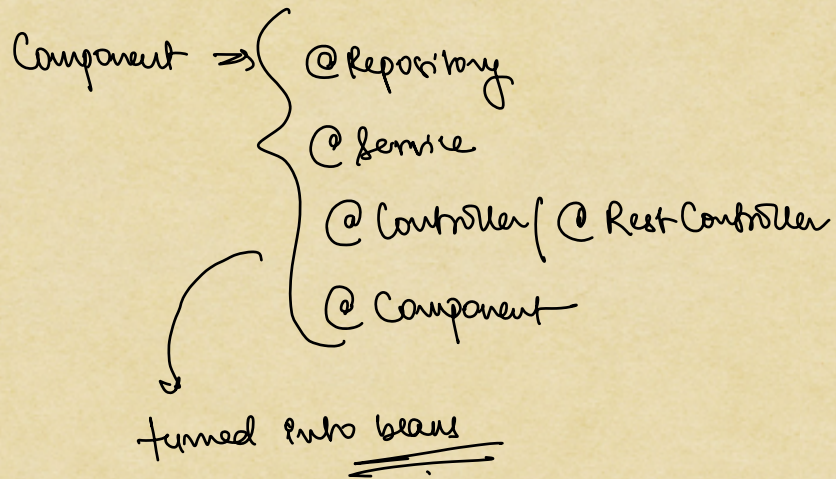 Component ⇒ { @Repository
@Service
@Controller / @RestController
@Component
turned into beans